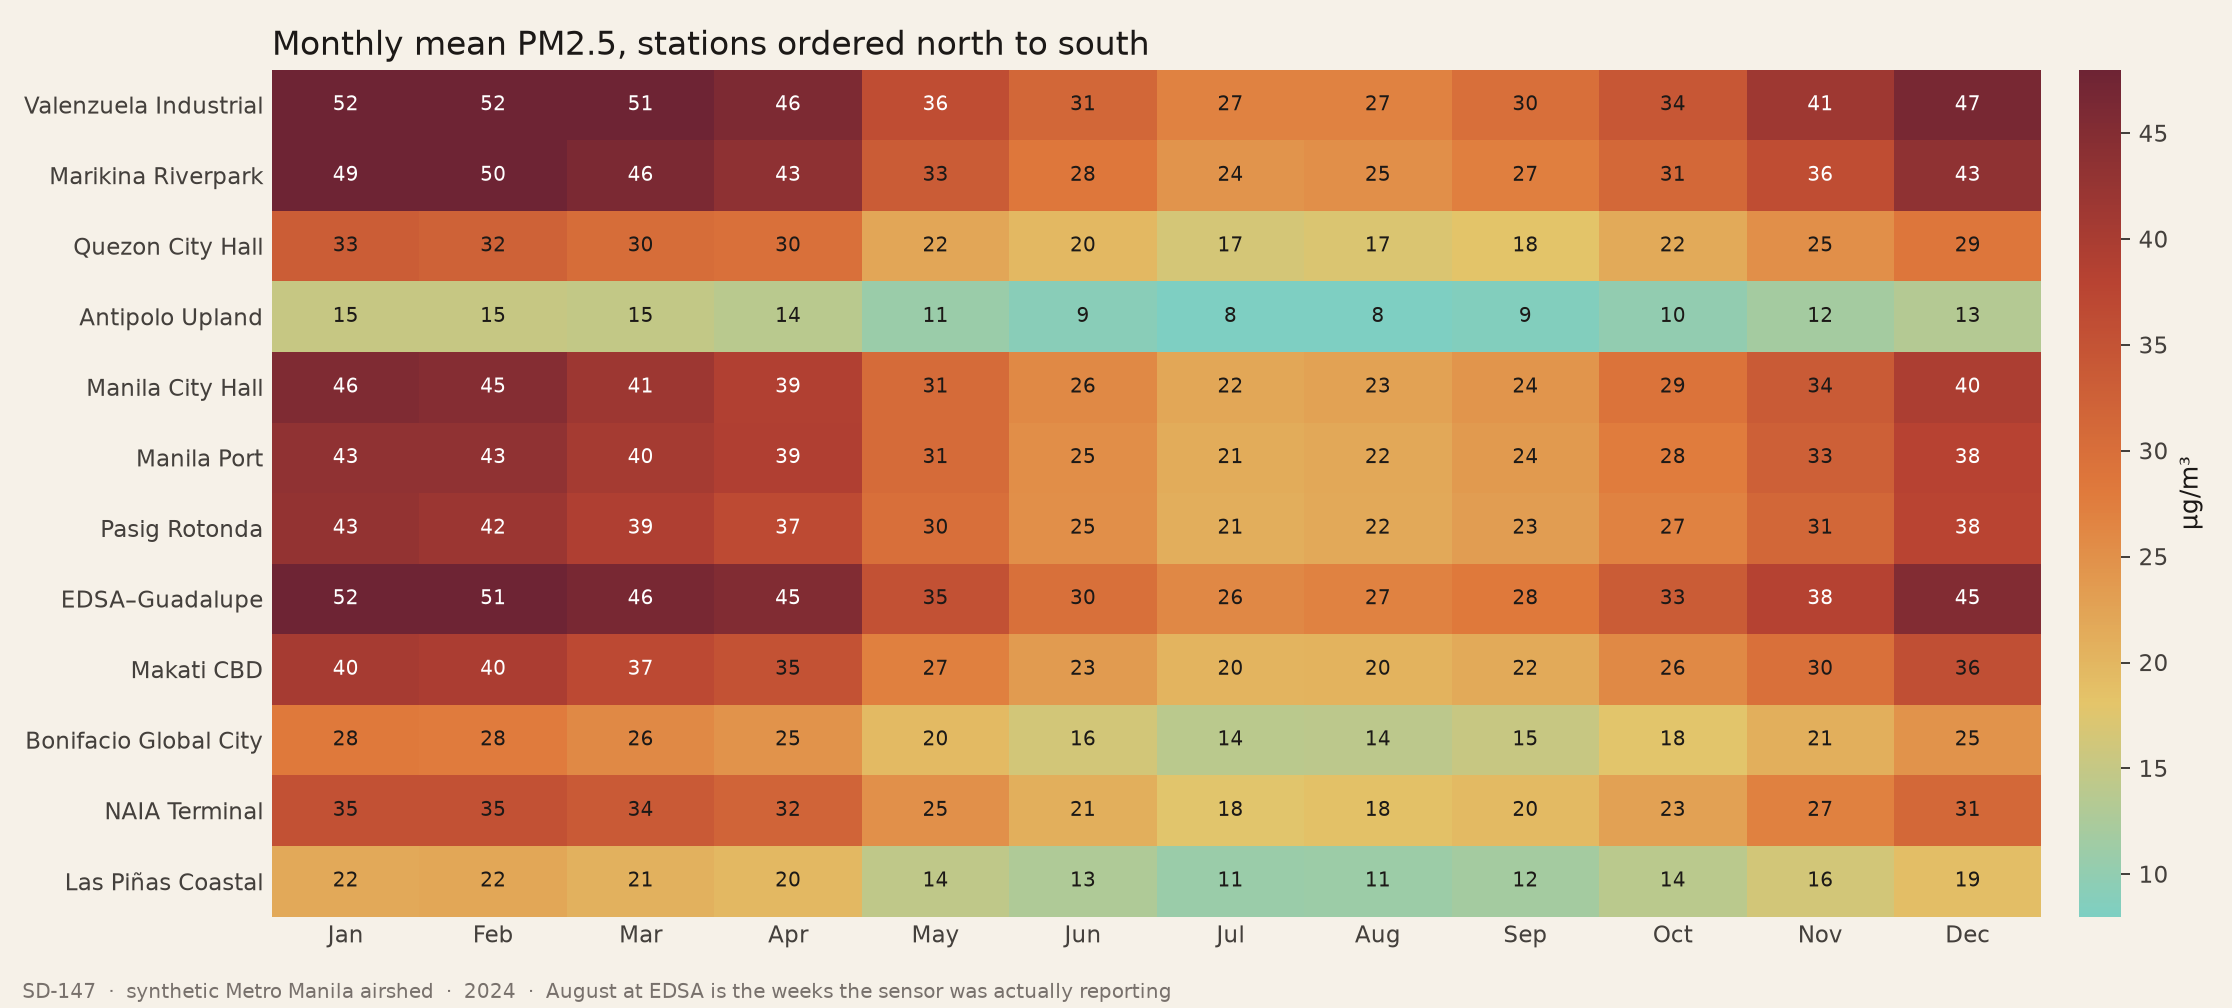 Monthly mean PM2.5, stations ordered north to south
Valenzuela Industrial 52 52 51 46 36 31 27 27 30 34 41 47
Marikina Riverpark 49 50 46 43 33 28 24 25 27 31 36 43
Quezon City Hall 33 32 30 30 22 20 17 17 18 22 25 29
Antipolo Upland 15 15 15 14 11 9 8 8 9 10 12 13
Manila City Hall 46 45 41 39 31 26 22 23 24 29 34 40
Manila Port 43 43 40 39 31 25 21 22 24 28 33 38
Pasig Rotonda 43 42 39 37 30 25 21 22 23 27 31 38
EDSA–Guadalupe 52 51 46 45 35 30 26 27 28 33 38 45
Makati CBD 40 40 37 35 27 23 20 20 22 26 30 36
Bonifacio Global City 28 28 26 25 20 16 14 14 15 18 21 25
NAIA Terminal 35 35 34 32 25 21 18 18 20 23 27 31
Las Piñas Coastal 22 22 21 20 14 13 11 11 12 14 16 19
Jan Feb Mar Apr May Jun Jul Aug Sep Oct Nov Dec
45
40
35
30
25
20
15
10
µg/m³
SD-147 · synthetic Metro Manila airshed · 2024 · August at EDSA is the weeks the sensor was actually reporting